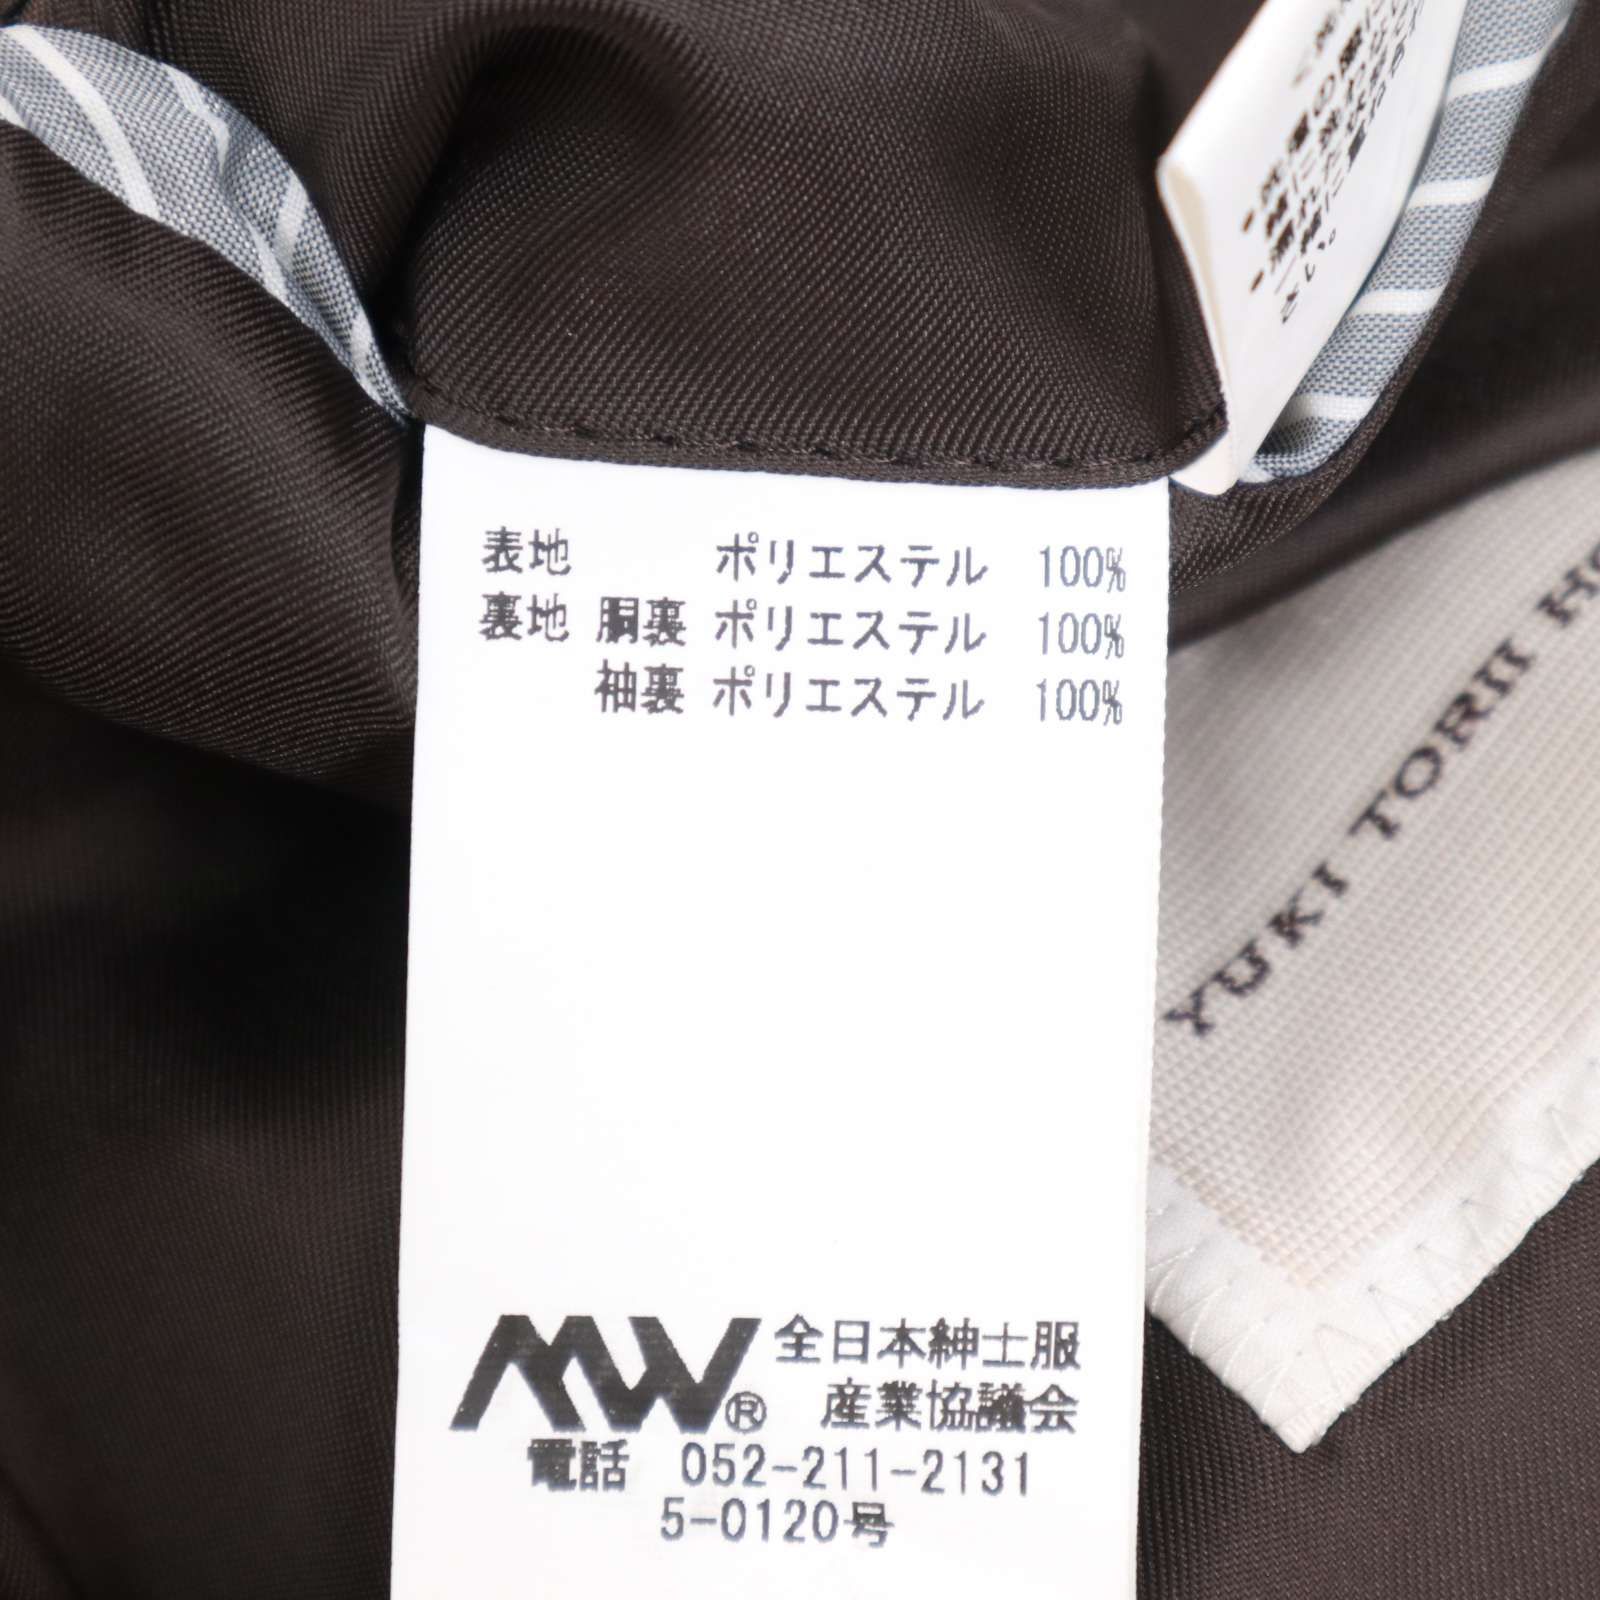 表地 ポリエステル 100%
裏地 胴裏 ポリエステル 100%
袖裏 ポリエステル 100%
MW® 全日本紳士服
産業協議会
電話 052-211-2131
5-0120号
YUKI TORII